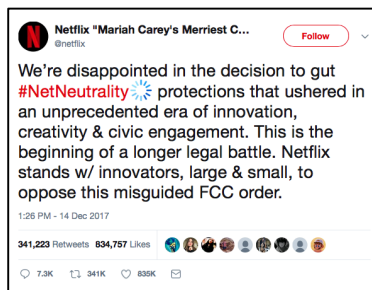 Netflix "Mariah Carey's Merriest C...
@netflix
Follow
We're disappointed in the decision to gut
#NetNeutrality protections that ushered in
an unprecedented era of innovation,
creativity & civic engagement. This is the
beginning of a longer legal battle. Netflix
stands w/ innovators, large & small, to
oppose this misguided FCC order.
1:26 PM - 14 Dec 2017
341,223 Retweets 834,757 Likes
7.3K 341K 835K